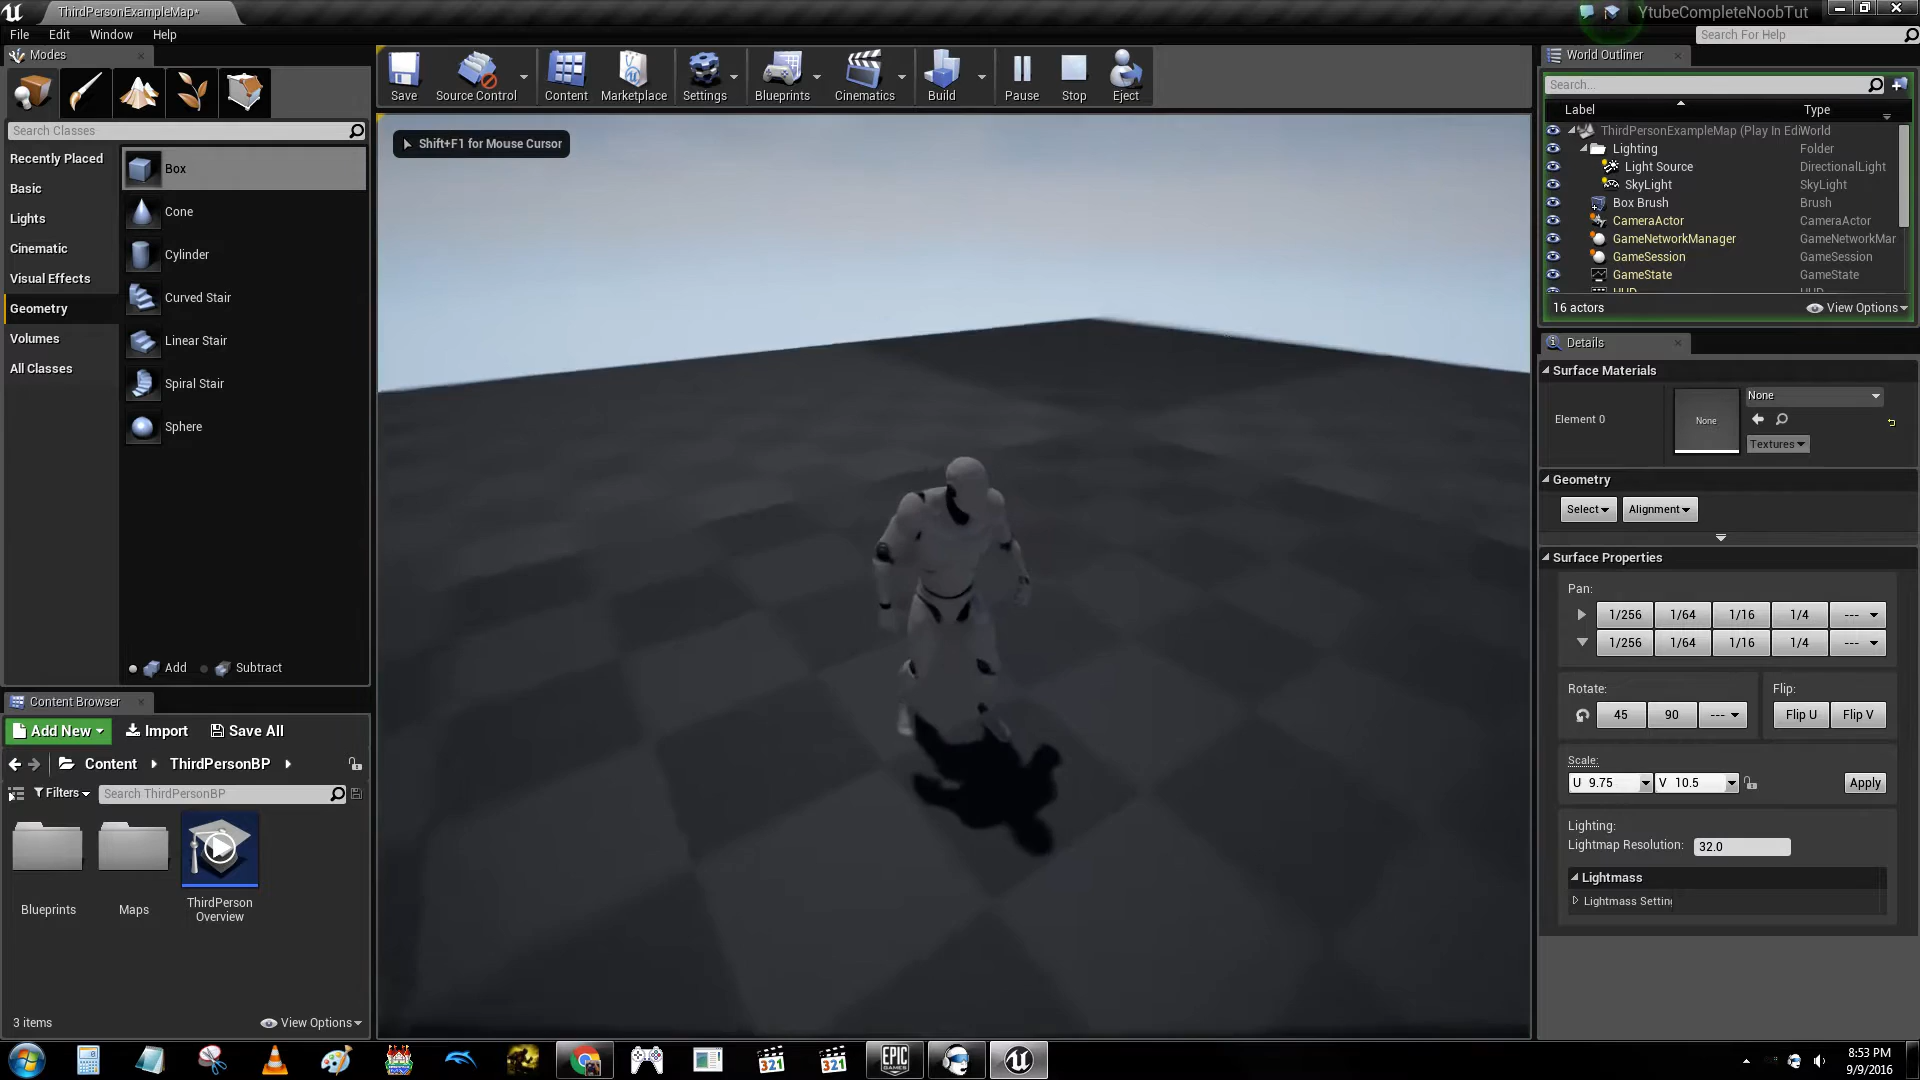 ThirdPersonExampleMap*
YtubeCompleteNoobTut
File Edit Window Help
Search For Help
Modes
Search Classes
Recently Placed
Basic
Lights
Cinematic
Visual Effects
Geometry
Volumes
All Classes
Box
Cone
Cylinder
Curved Stair
Linear Stair
Spiral Stair
Sphere
Add Subtract
Save Source Control Content Marketplace Settings Blueprints Cinematics Build Pause Stop Eject
Shift+F1 for Mouse Cursor
World Outliner
Search...
Label Type
ThirdPersonExampleMap (Play In Edi World
Lighting Folder
Light Source DirectionalLight
SkyLight SkyLight
Box Brush Brush
CameraActor CameraActor
GameNetworkManager GameNetworkMar
GameSession GameSession
GameState GameState
HUD
16 actors View Options
Details
Surface Materials
Element 0 None None
Textures
Geometry
Select Alignment
Surface Properties
Pan:
1/256 1/64 1/16 1/4 ---
1/256 1/64 1/16 1/4 ---
Rotate: Flip:
45 90 --- Flip U Flip V
Scale:
U 9.75 V 10.5 Apply
Lighting:
Lightmap Resolution: 32.0
Lightmass
Lightmass Setting
Content Browser
Add New Import Save All
Content ThirdPersonBP
Filters Search ThirdPersonBP
Blueprints Maps ThirdPerson
Overview
3 items View Options
321 321 EPIC
GAMES
8:53 PM
9/9/2016